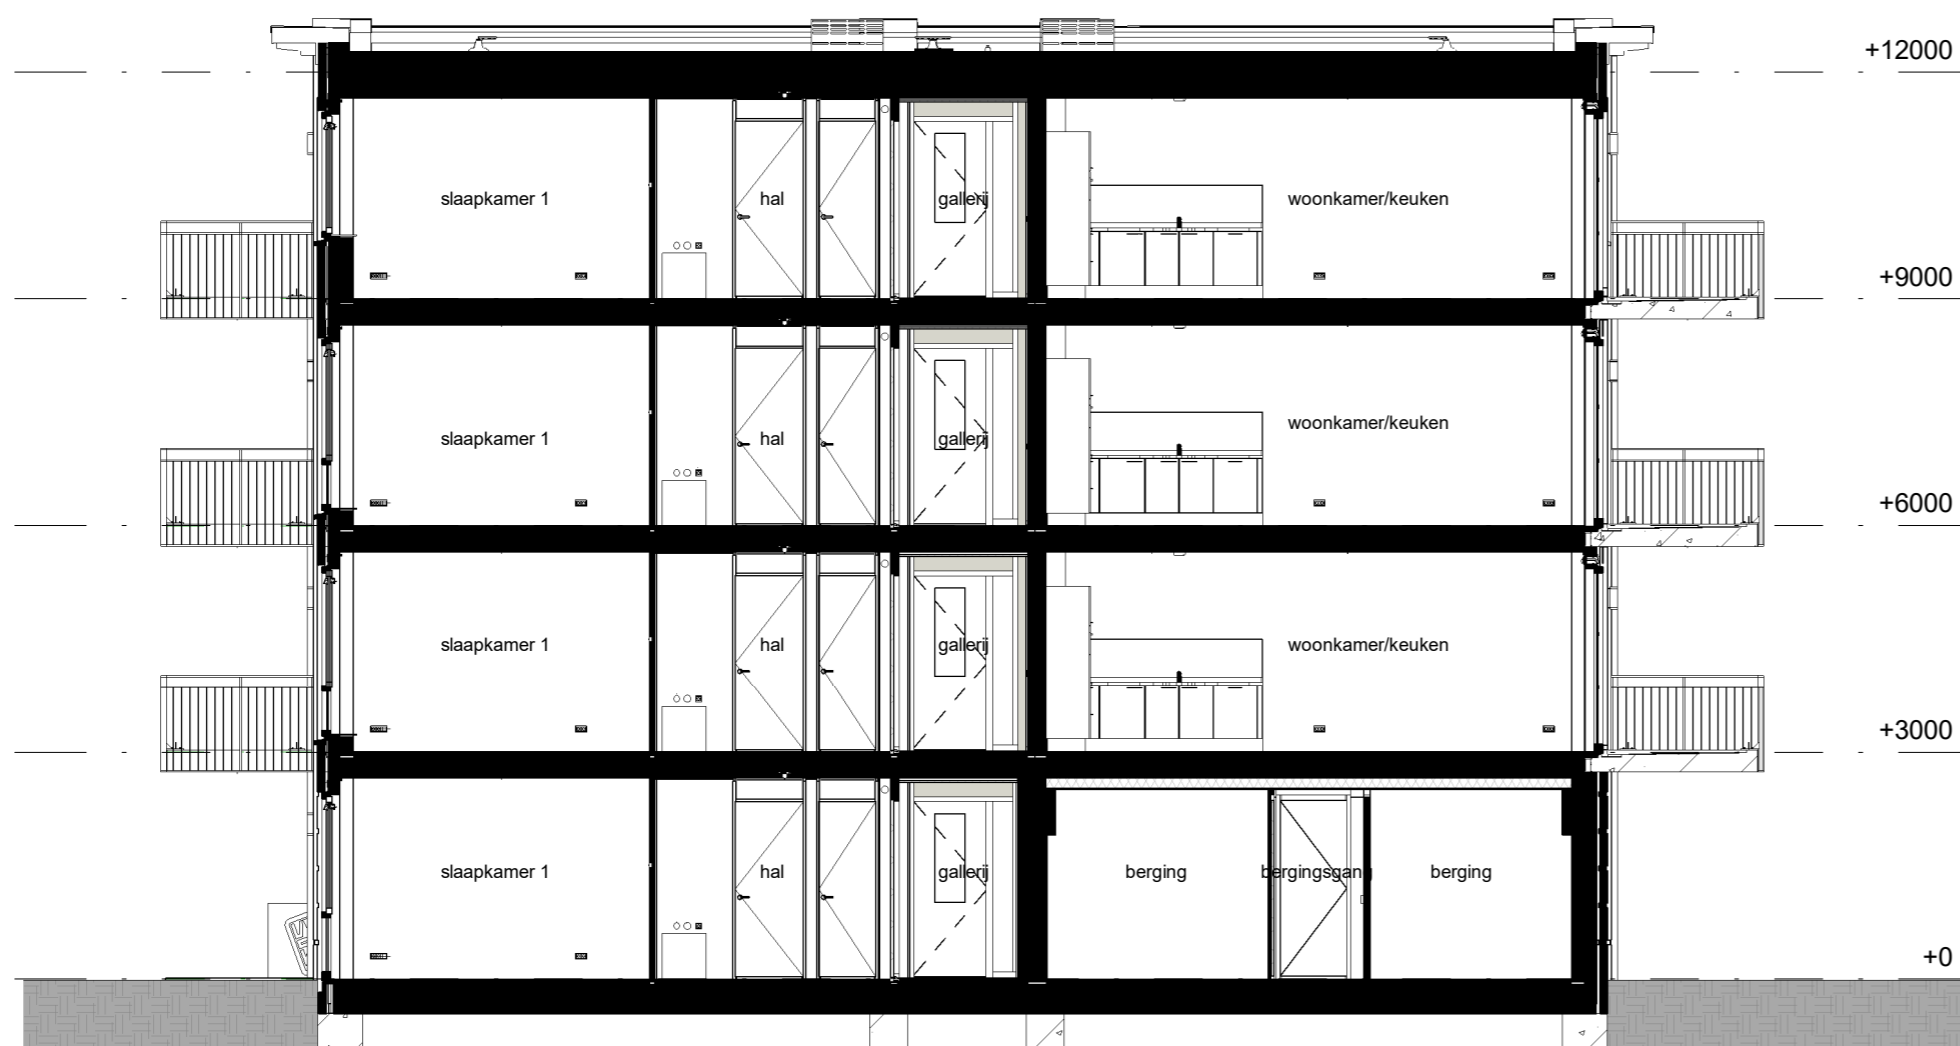 +12000
slaapkamer 1 hal gallerij woonkamer/keuken
+9000
slaapkamer 1 hal gallerij woonkamer/keuken
+6000
slaapkamer 1 hal gallerij woonkamer/keuken
+3000
slaapkamer 1 hal gallerij berging bergingsgang berging
+0